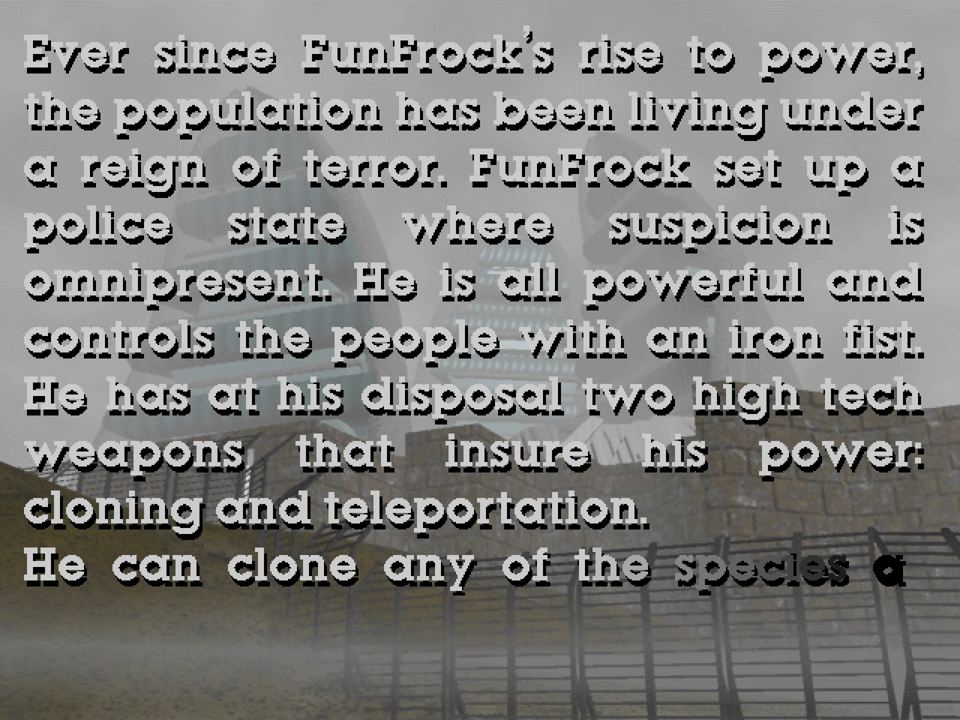 Ever since FunFrock's rise to power,
the population has been living under
a reign of terror. FunFrock set up a
police state where suspicion is
omnipresent. He is all powerful and
controls the people with an iron fist.
He has at his disposal two high tech
weapons that insure his power:
cloning and teleportation.
He can clone any of the species a